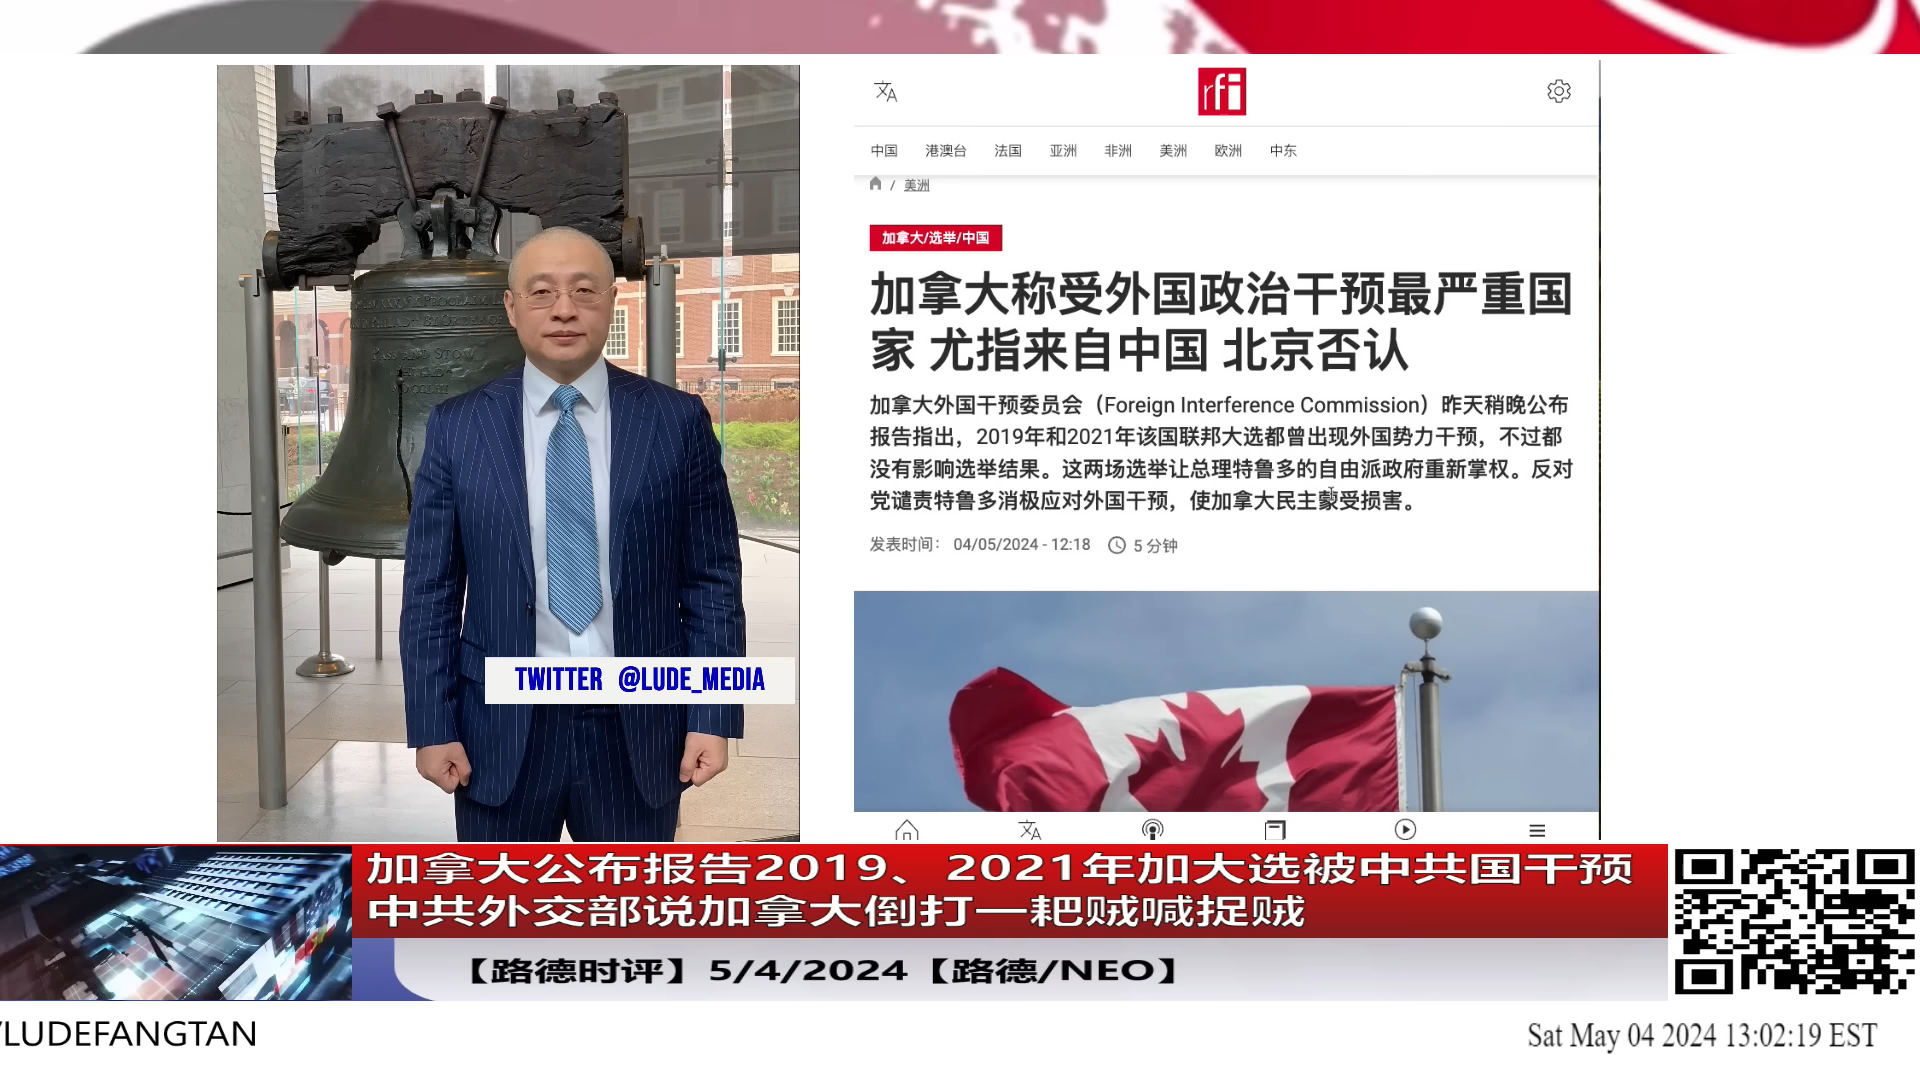 rfi
中国 港澳台 法国 亚洲 非洲 美洲 欧洲 中东
/ 美洲
加拿大/选举/中国
加拿大称受外国政治干预最严重国
家 尤指来自中国 北京否认
加拿大外国干预委员会（Foreign Interference Commission）昨天稍晚公布
报告指出，2019年和2021年该国联邦大选都曾出现外国势力干预，不过都
没有影响选举结果。这两场选举让总理特鲁多的自由派政府重新掌权。反对
党谴责特鲁多消极应对外国干预，使加拿大民主蒙受损害。
发表时间： 04/05/2024 - 12:18 5 分钟
PASS AND STOW
TWITTER @LUDE_MEDIA
加拿大公布报告2019、2021年加大选被中共国干预
中共外交部说加拿大倒打一耙贼喊捉贼
【路德时评】5/4/2024【路德/NEO】
/LUDEFANGTAN
Sat May 04 2024 13:02:19 EST